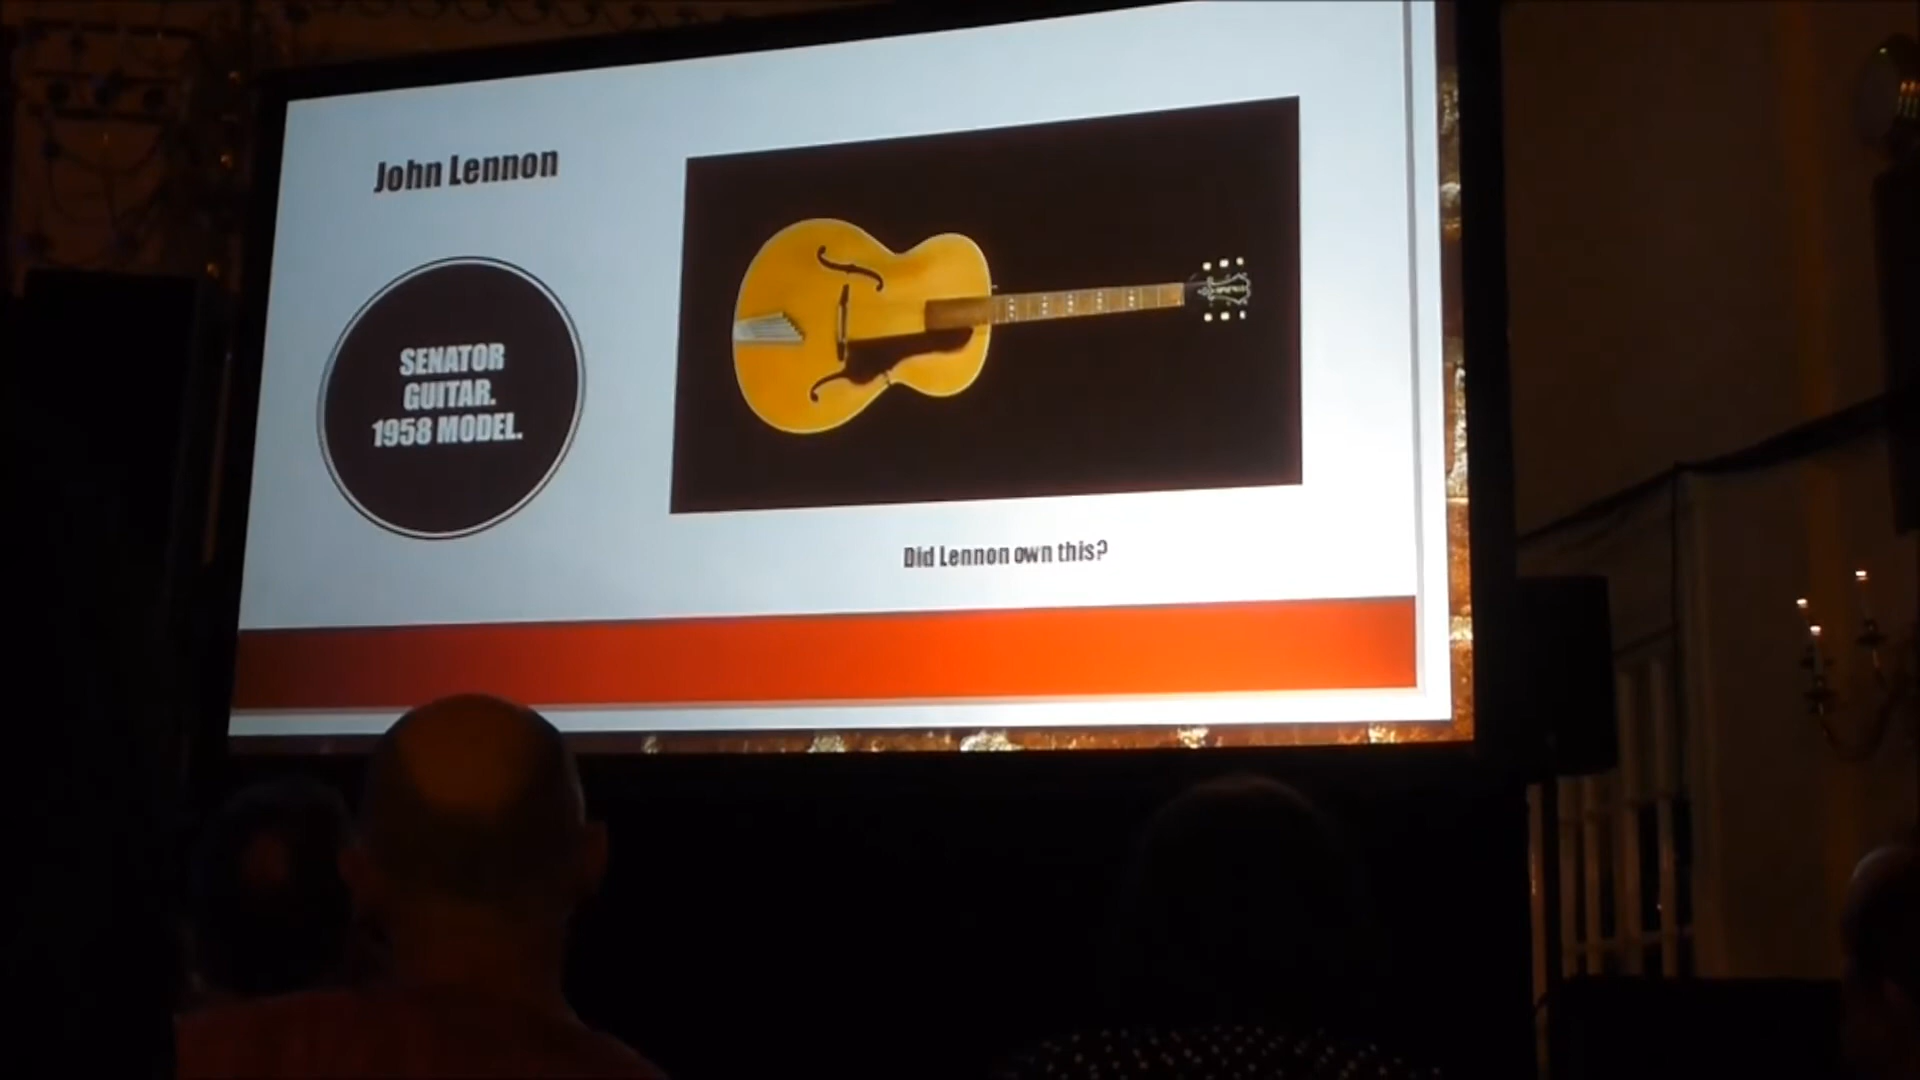 John Lennon
SENATOR
GUITAR.
1958 MODEL.
Did Lennon own this?